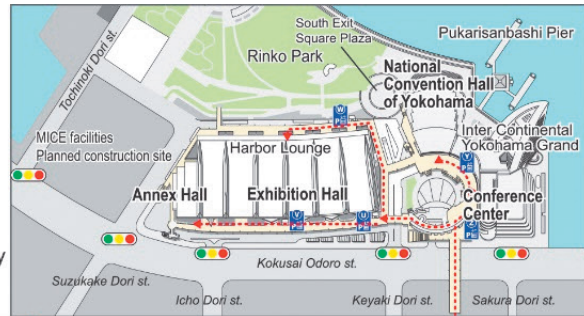 South Exit
Square Plaza
Pukarisanbashi Pier
Rinko Park
National
Convention Hall
of Yokohama
Tochinoki Dori st.
MICE facilities
Planned construction site
Harbor Lounge
Inter Continental
Yokohama Grand
Annex Hall
Exhibition Hall
Conference
Center
W
P
V
P
U
P
Y
P
Z
P
y
Kokusai Odoro st.
Suzukake Dori st.
Icho Dori st.
Keyaki Dori st.
Sakura Dori st.